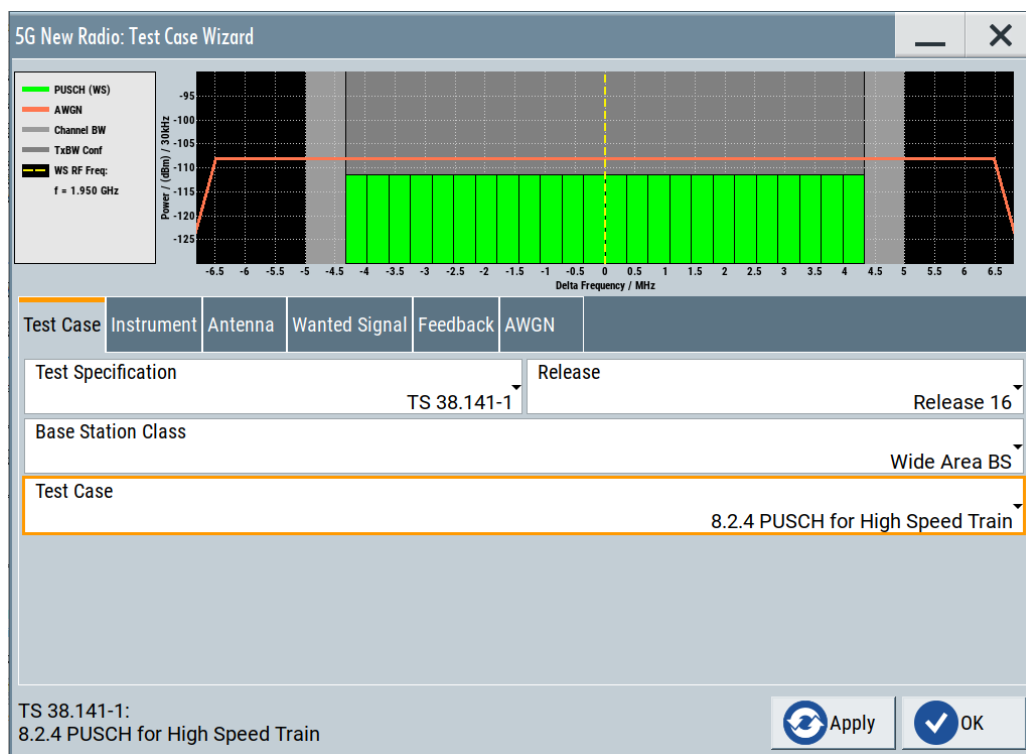 5G New Radio: Test Case Wizard
PUSCH (WS)
AWGN
Channel BW
TxBW Conf
WS RF Freq:
f = 1.950 GHz
Power / (dBm) / 30kHz
-95
-100
-105
-110
-115
-120
-125
-6.5 -6 -5.5 -5 -4.5 -4 -3.5 -3 -2.5 -2 -1.5 -1 -0.5 0 0.5 1 1.5 2 2.5 3 3.5 4 4.5 5 5.5 6 6.5
Delta Frequency / MHz
Test Case Instrument Antenna Wanted Signal Feedback AWGN
Test Specification
TS 38.141-1
Release
Release 16
Base Station Class
Wide Area BS
Test Case
8.2.4 PUSCH for High Speed Train
TS 38.141-1:
8.2.4 PUSCH for High Speed Train
Apply
OK